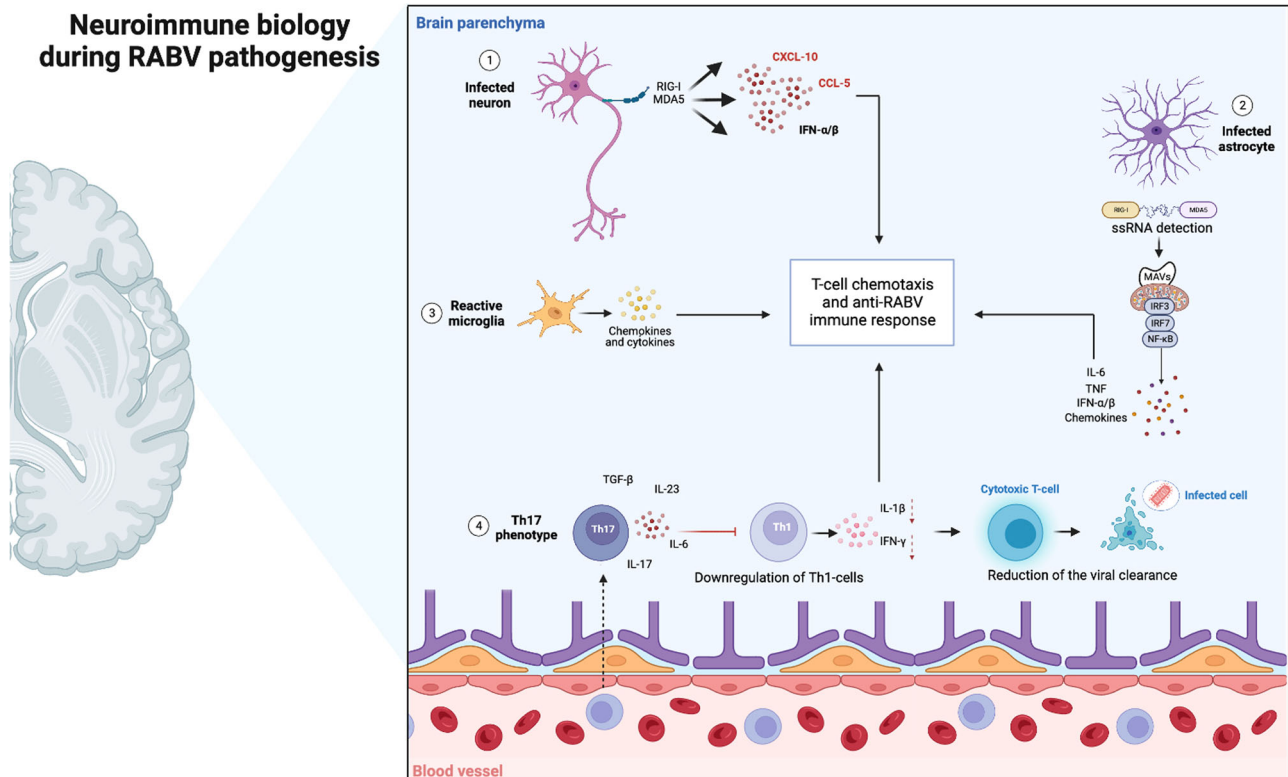 Neuroimmune biology
during RABV pathogenesis
Brain parenchyma
1
Infected
neuron
RIG-I
MDA5
CXCL-10
CCL-5
IFN-α/β
2
Infected
astrocyte
RIG-I
MDA5
ssRNA detection
MAVs
IRF3
IRF7
NF-κB
IL-6
TNF
IFN-α/β
Chemokines
T-cell chemotaxis
and anti-RABV
immune response
3
Reactive
microglia
Chemokines
and cytokines
4
Th17
phenotype
TGF-β
IL-23
Th17
IL-6
IL-17
Th1
IL-1β
IFN-γ
Downregulation of Th1-cells
Cytotoxic T-cell
Infected cell
Reduction of the viral clearance
Blood vessel